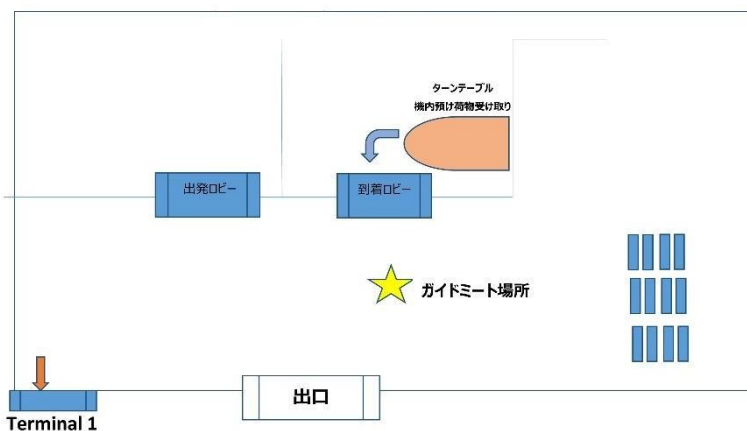 ターンテーブル
機内預け荷物受け取り
出発ロビー
到着ロビー
ガイドミート場所
出口
Terminal 1